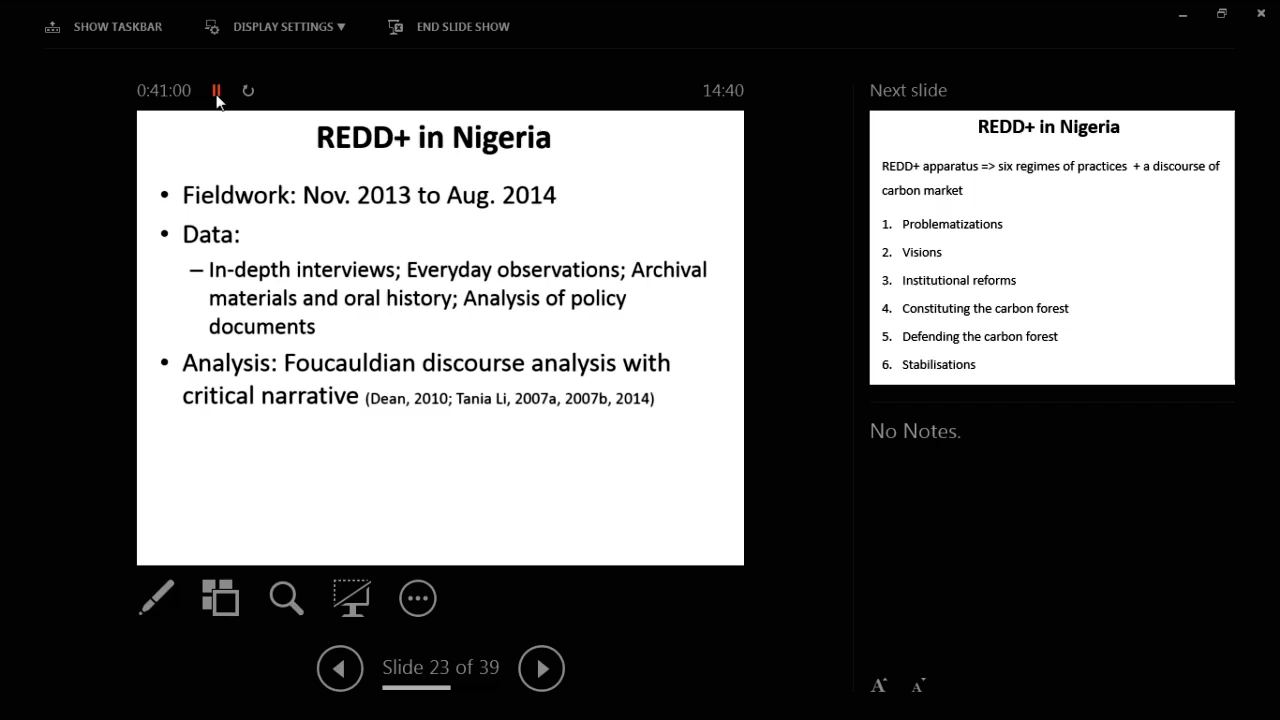 SHOW TASKBAR
DISPLAY SETTINGS ▼
END SLIDE SHOW
0:41:00
14:40
REDD+ in Nigeria
• Fieldwork: Nov. 2013 to Aug. 2014
• Data:
– In-depth interviews; Everyday observations; Archival
materials and oral history; Analysis of policy
documents
• Analysis: Foucauldian discourse analysis with
critical narrative (Dean, 2010; Tania Li, 2007a, 2007b, 2014)
Slide 23 of 39
Next slide
REDD+ in Nigeria
REDD+ apparatus => six regimes of practices + a discourse of
carbon market
1. Problematizations
2. Visions
3. Institutional reforms
4. Constituting the carbon forest
5. Defending the carbon forest
6. Stabilisations
No Notes.
A A